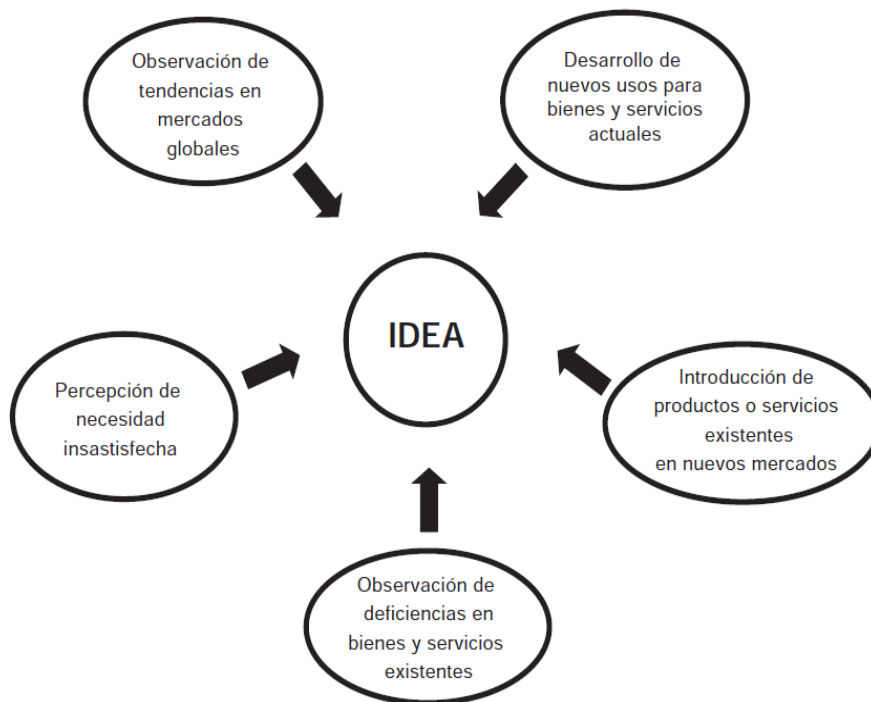 Observación de
tendencias en
mercados
globales
Desarrollo de
nuevos usos para
bienes y servicios
actuales
IDEA
Percepción de
necesidad
insastisfecha
Introducción de
productos o servicios
existentes
en nuevos mercados
Observación de
deficiencias en
bienes y servicios
existentes